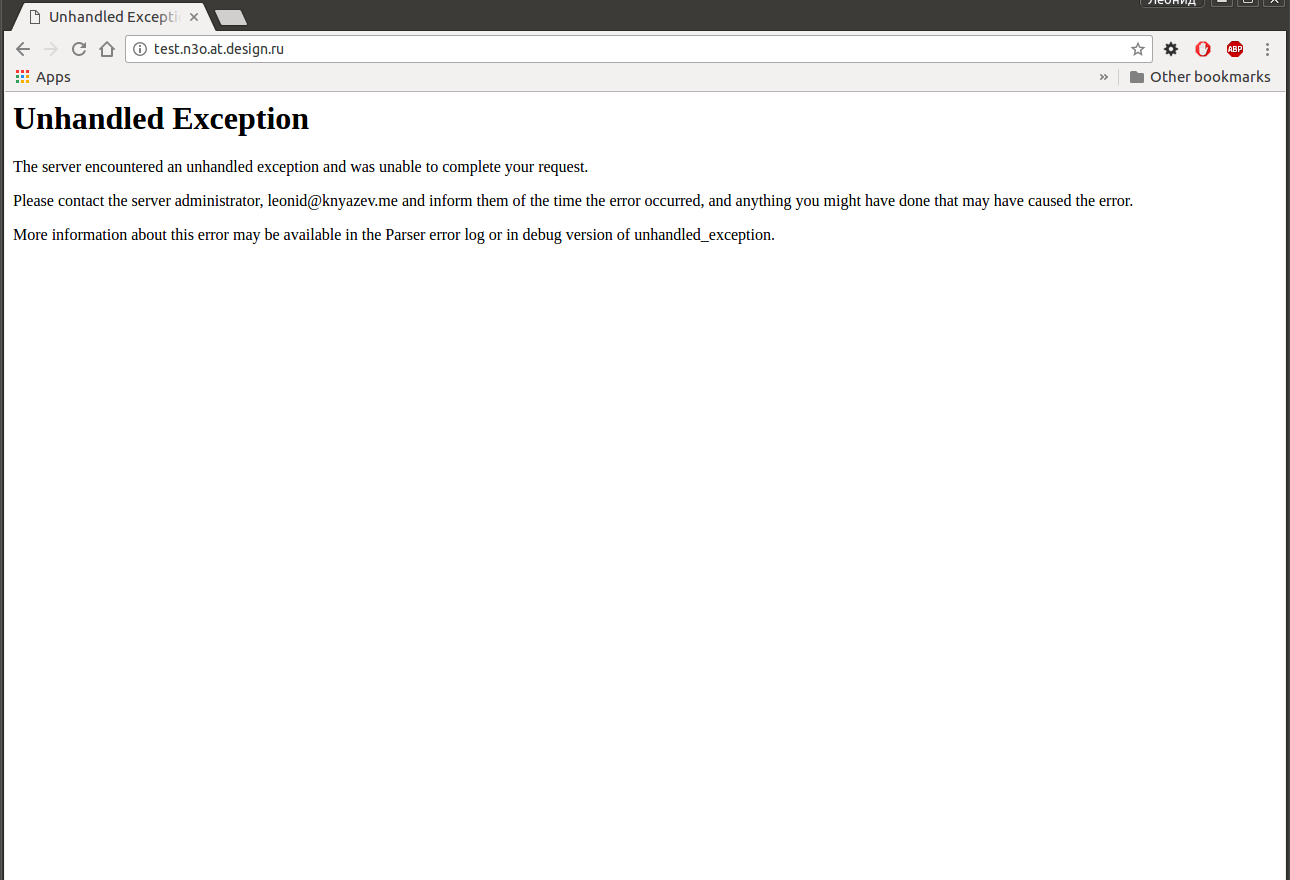 Леонид
Unhandled Excepti
test.n3o.at.design.ru
ABP
Apps
» Other bookmarks
Unhandled Exception
The server encountered an unhandled exception and was unable to complete your request.
Please contact the server administrator, leonid@knyazev.me and inform them of the time the error occurred, and anything you might have done that may have caused the error.
More information about this error may be available in the Parser error log or in debug version of unhandled_exception.